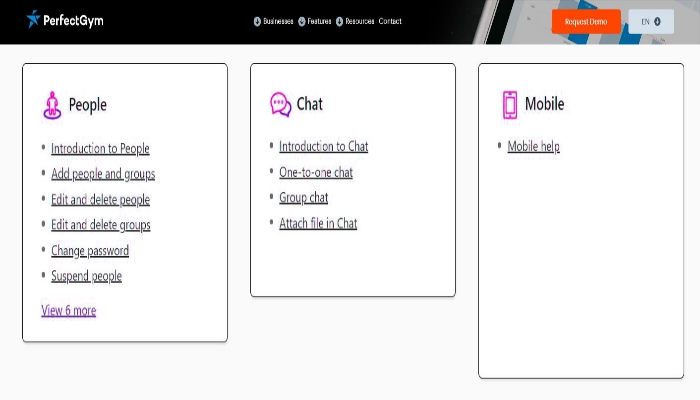 PerfectGym
Businesses Features Resources Contact
Request Demo
EN
People
Introduction to People
Add people and groups
Edit and delete people
Edit and delete groups
Change password
Suspend people
View 6 more
Chat
Introduction to Chat
One-to-one chat
Group chat
Attach file in Chat
Mobile
Mobile help